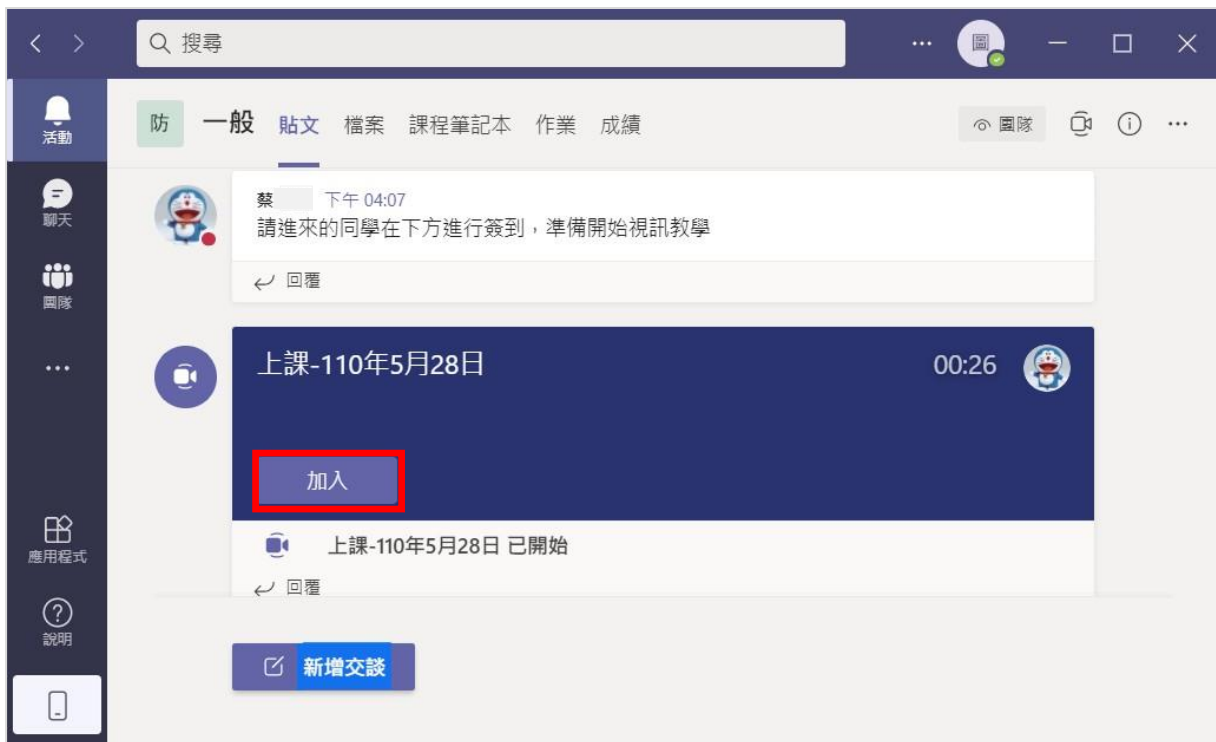 搜尋
圖
活動
防 一般 貼文 檔案 課程筆記本 作業 成績 團隊
聊天
團隊
蔡 下午 04:07
請進來的同學在下方進行簽到，準備開始視訊教學
回覆
上課-110年5月28日 00:26
加入
上課-110年5月28日 已開始
回覆
應用程式
說明
新增交談